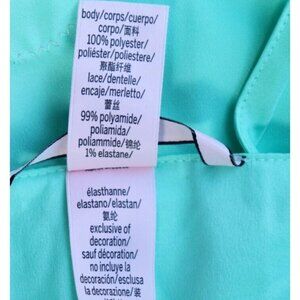 body/corps/cuerpo/
corpo/面料
100% polyester/
poliéster/poliestere/
聚酯纤维
lace/dentelle/
encaje/merletto/
蕾丝
99% polyamide/
poliamida/
poliammide/锦纶
1% elastane/
élasthanne/
elastano/elastan/
氨纶
exclusive of
decoration/
sauf décoration/
no incluye la
decoración/esclusa
la decorazione/装